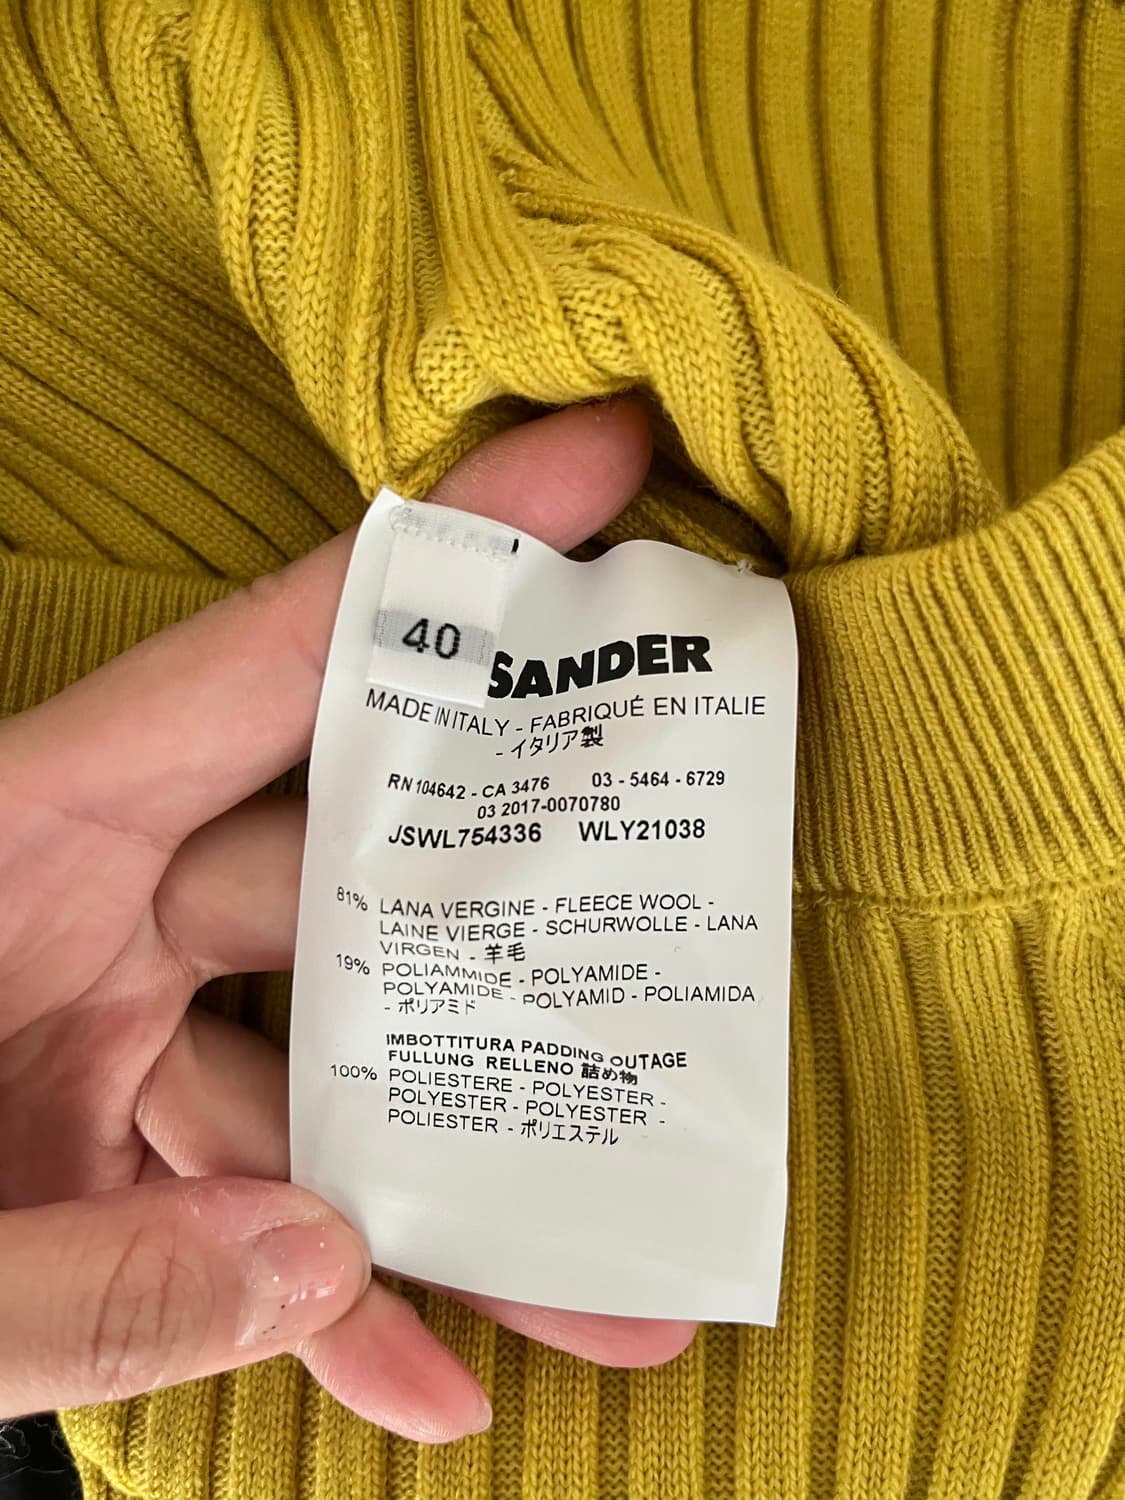 40
SANDER
MADE IN ITALY - FABRIQUÉ EN ITALIE
- イタリア製
RN 104642 - CA 3476 03 - 5464 - 6729
03 2017-0070780
JSWL754336 WLY21038
81% LANA VERGINE - FLEECE WOOL -
LAINE VIERGE - SCHURWOLLE - LANA
VIRGEN - 羊毛
19% POLIAMMIDE - POLYAMIDE -
POLYAMIDE - POLYAMID - POLIAMIDA
- ポリアミド
IMBOTTITURA PADDING OUTAGE
FULLUNG RELLENO 詰め物
100% POLIESTERE - POLYESTER -
POLYESTER - POLYESTER -
POLIESTER - ポリエステル